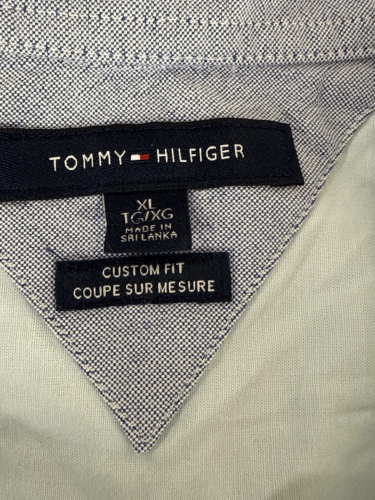 TOMMY HILFIGER
XL
TG/XG
MADE IN
SRI LANKA
CUSTOM FIT
COUPE SUR MESURE